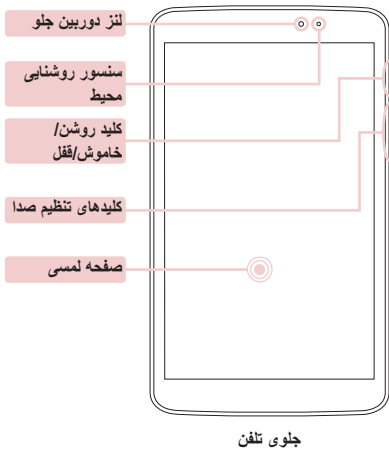 لنز دوربین جلو
سنسور روشنایی
محیط
کلید روشن/
خاموش/قفل
کلیدهای تنظیم صدا
صفحه لمسی
جلوی تلفن